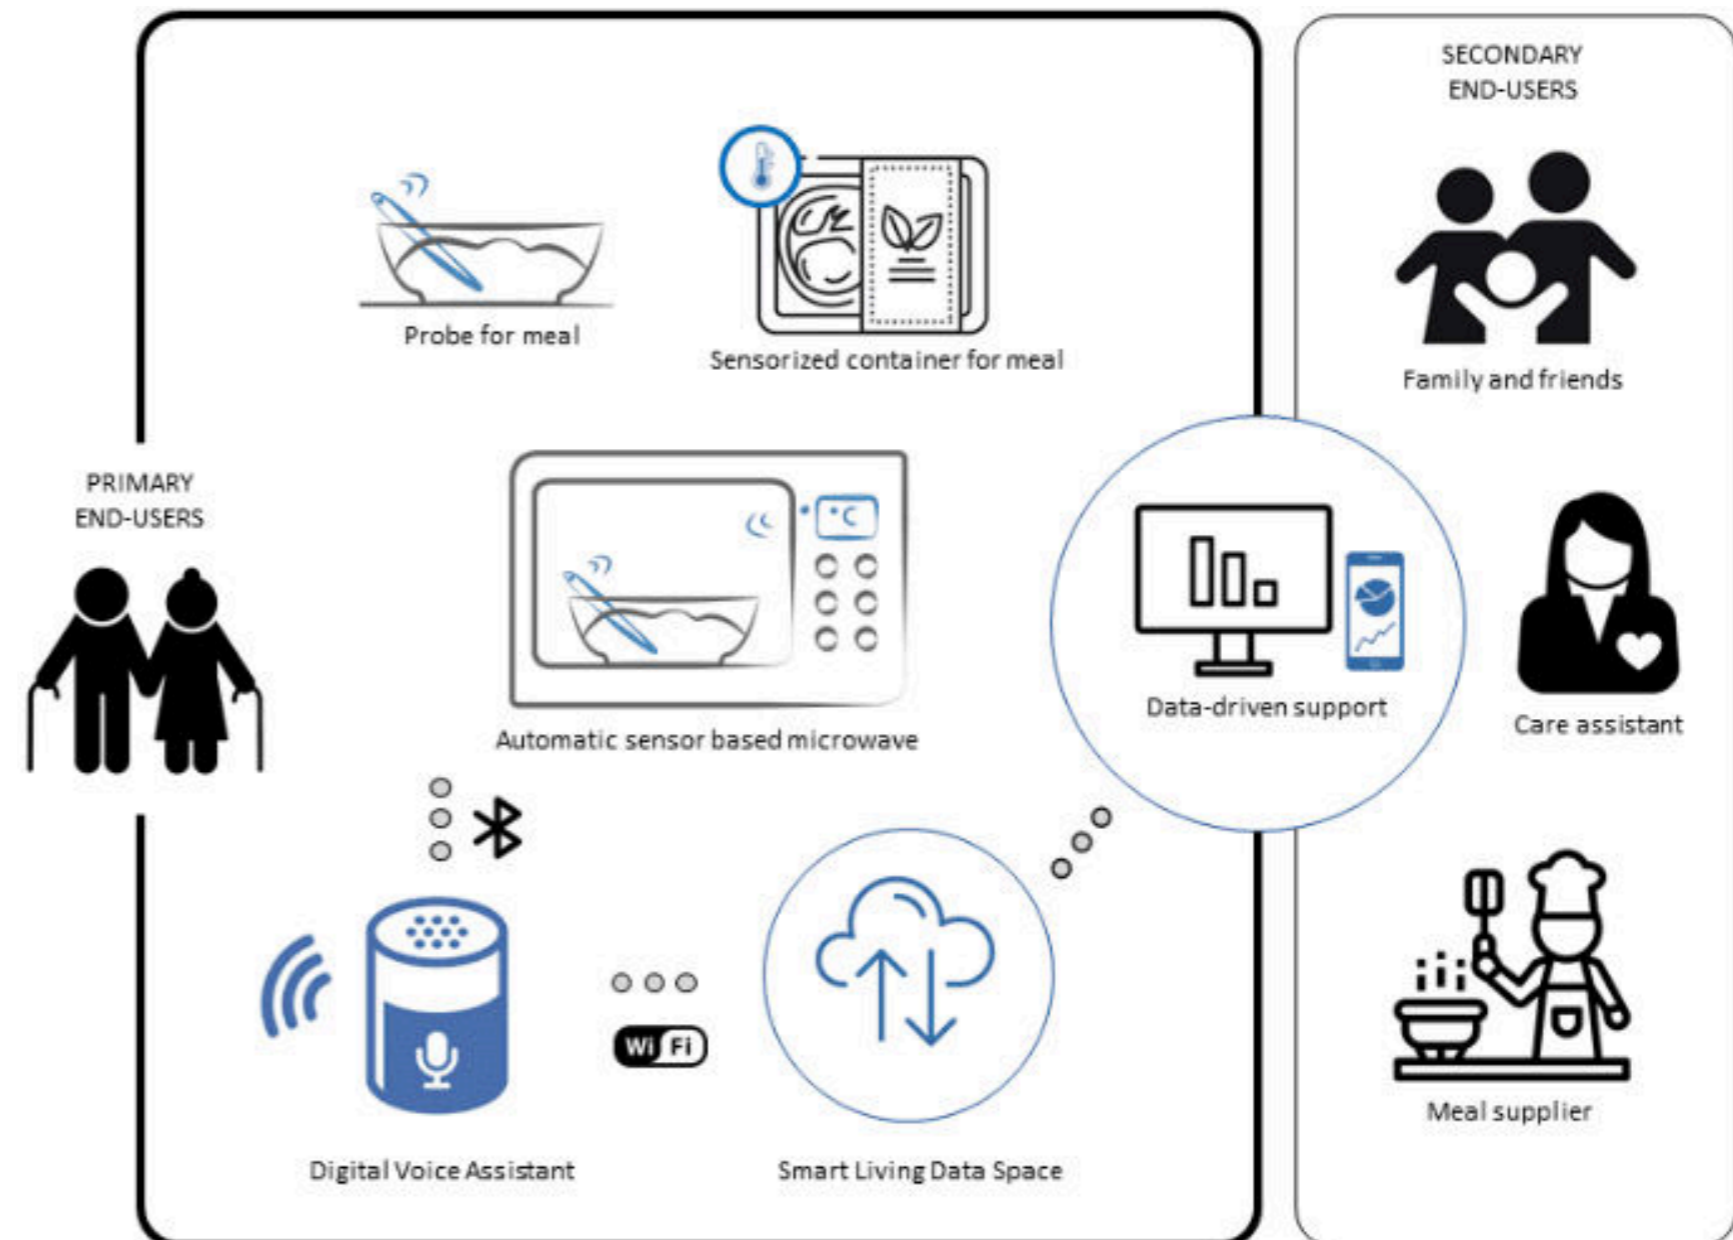 SECONDARY
END-USERS
Probe for meal
Sensorized container for meal
Family and friends
PRIMARY
END-USERS
°C
Automatic sensor based microwave
Data-driven support
Care assistant
Wi Fi
Meal supplier
Digital Voice Assistant
Smart Living Data Space